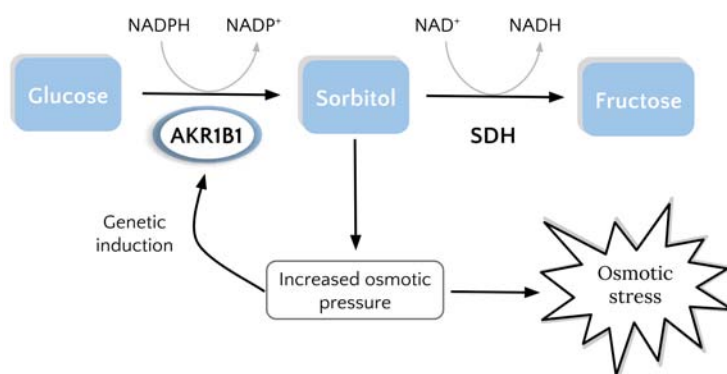 NADPH
NADP⁺
NAD⁺
NADH
Glucose
Sorbitol
Fructose
AKR1B1
SDH
Genetic
induction
Increased osmotic
pressure
Osmotic
stress